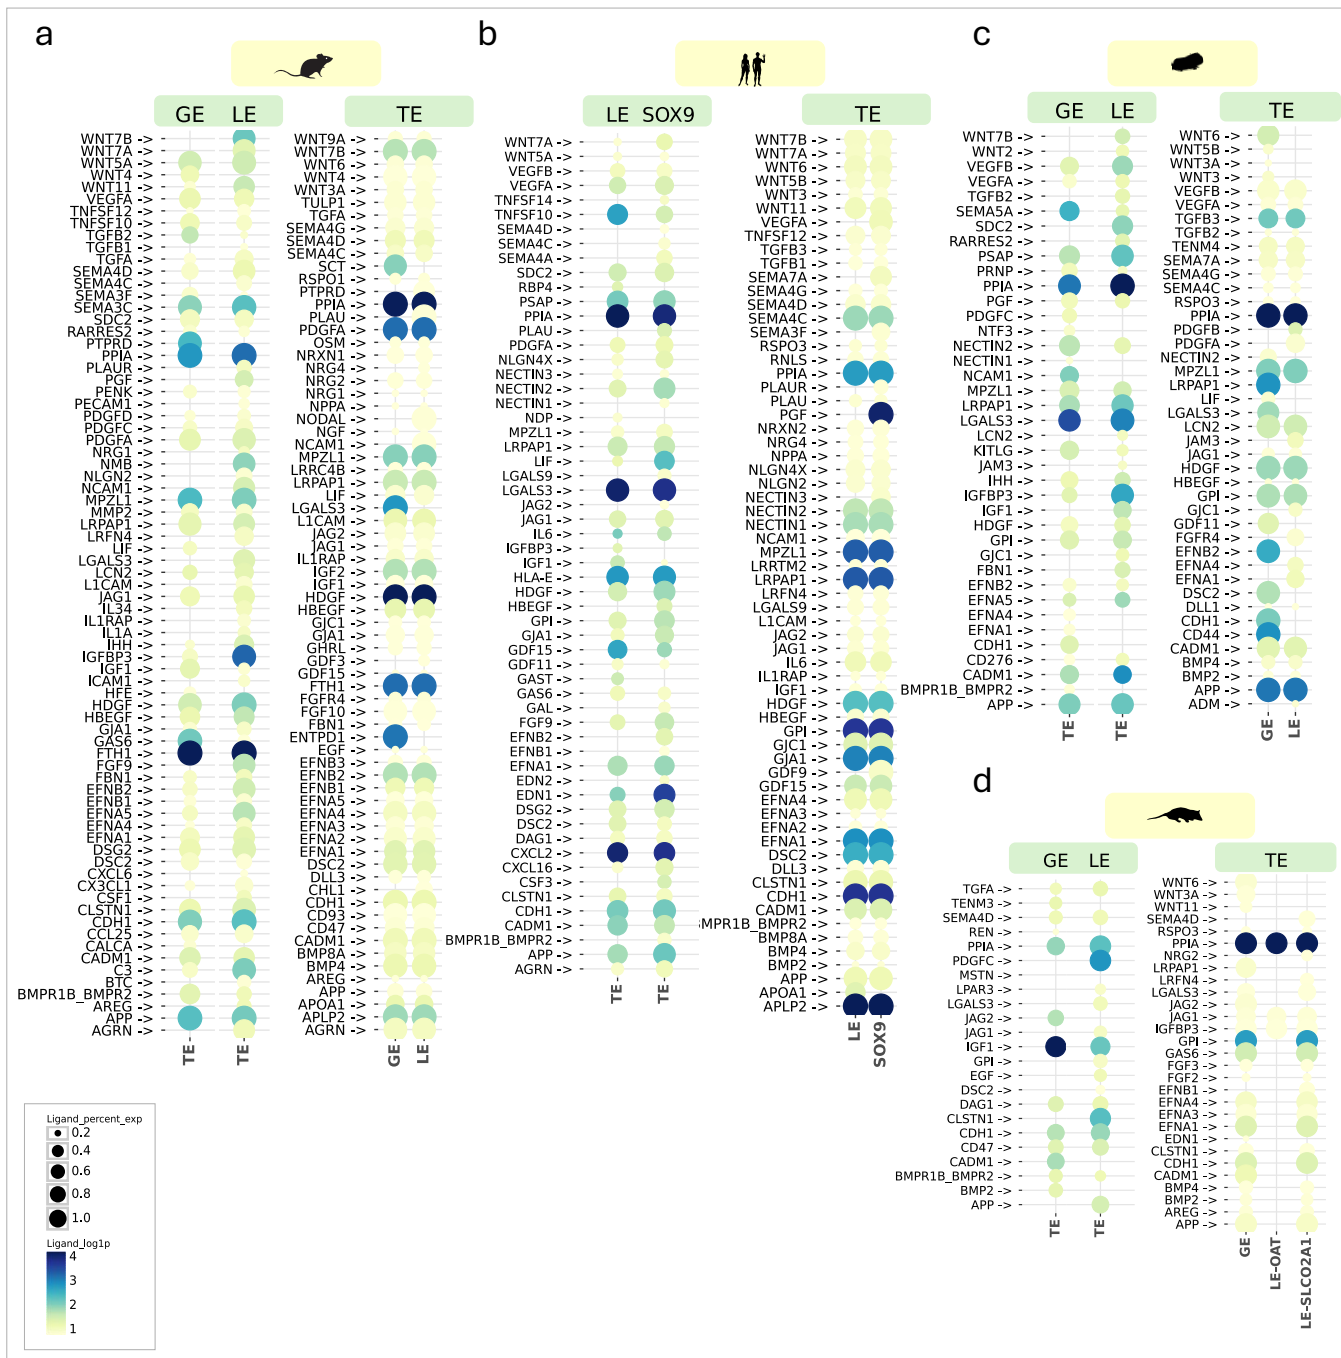 a
GE LE
WNT7B ->
WNT7A ->
WNT5A ->
WNT4 ->
WNT11 ->
VEGFA ->
TNFSF12 ->
TNFSF10 ->
TGFB2 ->
TGFB1 ->
TGFA ->
SEMA4D ->
SEMA4C ->
SEMA3F ->
SEMA3C ->
SDC2 ->
RARRES2 ->
PTPRD ->
PPIA ->
PLAUR ->
PGF ->
PENK ->
PECAM1 ->
PDGFD ->
PDGFC ->
PDGFA ->
NRG1 ->
NMB ->
NLGN2 ->
NCAM1 ->
MPZL1 ->
MMP2 ->
LRPAP1 ->
LRFN4 ->
LIF ->
LGALS3 ->
LCN2 ->
L1CAM ->
JAG1 ->
IL34 ->
IL1RAP ->
IL1A ->
IHH ->
IGFBP3 ->
IGF1 ->
ICAM1 ->
HFE ->
HDGF ->
HBEGF ->
GJA1 ->
GAS6 ->
FTH1 ->
FGF9 ->
FBN1 ->
EFNB2 ->
EFNB1 ->
EFNA5 ->
EFNA4 ->
EFNA1 ->
DSG2 ->
DSC2 ->
CXCL6 ->
CX3CL1 ->
CSF1 ->
CLSTN1 ->
CDH1 ->
CCL25 ->
CALCA ->
CADM1 ->
C3 ->
BTC ->
BMPR1B_BMPR2 ->
AREG ->
APP ->
AGRN ->
TE
TE
TE
WNT9A ->
WNT7B ->
WNT6 ->
WNT4 ->
WNT3A ->
TULP1 ->
TGFA ->
SEMA4G ->
SEMA4D ->
SEMA4C ->
SCT ->
RSPO1 ->
PTPRD ->
PPIA ->
PLAU ->
PDGFA ->
OSM ->
NRXN1 ->
NRG4 ->
NRG2 ->
NRG1 ->
NPPA ->
NODAL ->
NGF ->
NCAM1 ->
MPZL1 ->
LRRC4B ->
LRPAP1 ->
LIF ->
LGALS3 ->
L1CAM ->
JAG2 ->
JAG1 ->
IL1RAP ->
IGF2 ->
IGF1 ->
HDGF ->
HBEGF ->
GJC1 ->
GJA1 ->
GHRL ->
GDF3 ->
GDF15 ->
FTH1 ->
FGFR4 ->
FGF10 ->
FBN1 ->
ENTPD1 ->
EGF ->
EFNB3 ->
EFNB2 ->
EFNB1 ->
EFNA5 ->
EFNA4 ->
EFNA3 ->
EFNA2 ->
EFNA1 ->
DSC2 ->
DLL3 ->
CHL1 ->
CDH1 ->
CD93 ->
CD47 ->
CADM1 ->
BMP8A ->
BMP4 ->
AREG ->
APP ->
APOA1 ->
APLP2 ->
AGRN ->
GE
LE
b
LE SOX9
WNT7A ->
WNT5A ->
VEGFB ->
VEGFA ->
TNFSF14 ->
TNFSF10 ->
SEMA4D ->
SEMA4C ->
SEMA4A ->
SDC2 ->
RBP4 ->
PSAP ->
PPIA ->
PLAU ->
PDGFA ->
NLGN4X ->
NECTIN3 ->
NECTIN2 ->
NECTIN1 ->
NDP ->
MPZL1 ->
LRPAP1 ->
LIF ->
LGALS9 ->
LGALS3 ->
JAG2 ->
JAG1 ->
IL6 ->
IGFBP3 ->
IGF1 ->
HLA-E ->
HDGF ->
HBEGF ->
GPI ->
GJA1 ->
GDF15 ->
GDF11 ->
GAST ->
GAS6 ->
GAL ->
FGF9 ->
EFNB2 ->
EFNB1 ->
EFNA1 ->
EDN2 ->
EDN1 ->
DSG2 ->
DSC2 ->
DAG1 ->
CXCL2 ->
CXCL16 ->
CSF3 ->
CLSTN1 ->
CDH1 ->
CADM1 ->
BMPR1B_BMPR2 ->
APP ->
AGRN ->
TE
TE
TE
WNT7B ->
WNT7A ->
WNT6 ->
WNT5B ->
WNT3 ->
WNT11 ->
VEGFA ->
TNFSF12 ->
TGFB3 ->
TGFB1 ->
SEMA7A ->
SEMA4G ->
SEMA4D ->
SEMA4C ->
SEMA3F ->
RSPO3 ->
RNLS ->
PPIA ->
PLAUR ->
PLAU ->
PGF ->
NRXN2 ->
NRG4 ->
NPPA ->
NLGN4X ->
NLGN2 ->
NECTIN3 ->
NECTIN2 ->
NECTIN1 ->
NCAM1 ->
MPZL1 ->
LRRTM2 ->
LRPAP1 ->
LRFN4 ->
LGALS9 ->
L1CAM ->
JAG2 ->
JAG1 ->
IL6 ->
IL1RAP ->
IGF1 ->
HDGF ->
HBEGF ->
GPI ->
GJC1 ->
GJA1 ->
GDF9 ->
GDF15 ->
EFNA4 ->
EFNA3 ->
EFNA2 ->
EFNA1 ->
DSC2 ->
DLL3 ->
CLSTN1 ->
CDH1 ->
CADM1 ->
MPR1B_BMPR2 ->
BMP8A ->
BMP4 ->
BMP2 ->
APP ->
APOA1 ->
APLP2 ->
LE
SOX9
c
GE LE
WNT7B ->
WNT2 ->
VEGFB ->
VEGFA ->
TGFB2 ->
SEMA5A ->
SDC2 ->
RARRES2 ->
PSAP ->
PRNP ->
PPIA ->
PGF ->
PDGFC ->
NTF3 ->
NECTIN2 ->
NECTIN1 ->
NCAM1 ->
MPZL1 ->
LRPAP1 ->
LGALS3 ->
LCN2 ->
KITLG ->
JAM3 ->
IHH ->
IGFBP3 ->
IGF1 ->
HDGF ->
GPI ->
GJC1 ->
FBN1 ->
EFNB2 ->
EFNA5 ->
EFNA4 ->
EFNA1 ->
CDH1 ->
CD276 ->
CADM1 ->
BMPR1B_BMPR2 ->
APP ->
TE
TE
TE
WNT6 ->
WNT5B ->
WNT3A ->
WNT3 ->
VEGFB ->
VEGFA ->
TGFB3 ->
TGFB2 ->
TENM4 ->
SEMA7A ->
SEMA4G ->
SEMA4C ->
RSPO3 ->
PPIA ->
PDGFB ->
PDGFA ->
NECTIN2 ->
MPZL1 ->
LRPAP1 ->
LIF ->
LGALS3 ->
LCN2 ->
JAM3 ->
JAG1 ->
HDGF ->
HBEGF ->
GPI ->
GJC1 ->
GDF11 ->
FGFR4 ->
EFNB2 ->
EFNA4 ->
EFNA1 ->
DSC2 ->
DLL1 ->
CDH1 ->
CD44 ->
CADM1 ->
BMP4 ->
BMP2 ->
APP ->
ADM ->
GE
LE
d
GE LE
TGFA ->
TENM3 ->
SEMA4D ->
REN ->
PPIA ->
PDGFC ->
MSTN ->
LPAR3 ->
LGALS3 ->
JAG2 ->
JAG1 ->
IGF1 ->
GPI ->
EGF ->
DSC2 ->
DAG1 ->
CLSTN1 ->
CDH1 ->
CD47 ->
CADM1 ->
BMPR1B_BMPR2 ->
BMP2 ->
APP ->
TE
TE
TE
WNT6 ->
WNT3A ->
WNT11 ->
SEMA4D ->
RSPO3 ->
PPIA ->
NRG2 ->
LRPAP1 ->
LRFN4 ->
LGALS3 ->
JAG2 ->
JAG1 ->
IGFBP3 ->
GPI ->
GAS6 ->
FGF3 ->
FGF2 ->
EFNB1 ->
EFNA4 ->
EFNA3 ->
EFNA1 ->
EDN1 ->
CLSTN1 ->
CDH1 ->
CADM1 ->
BMP4 ->
BMP2 ->
AREG ->
APP ->
GE
LE-OAT
LE-SLCO2A1
Ligand_percent_exp
0.2
0.4
0.6
0.8
1.0
Ligand_log1p
4
3
2
1